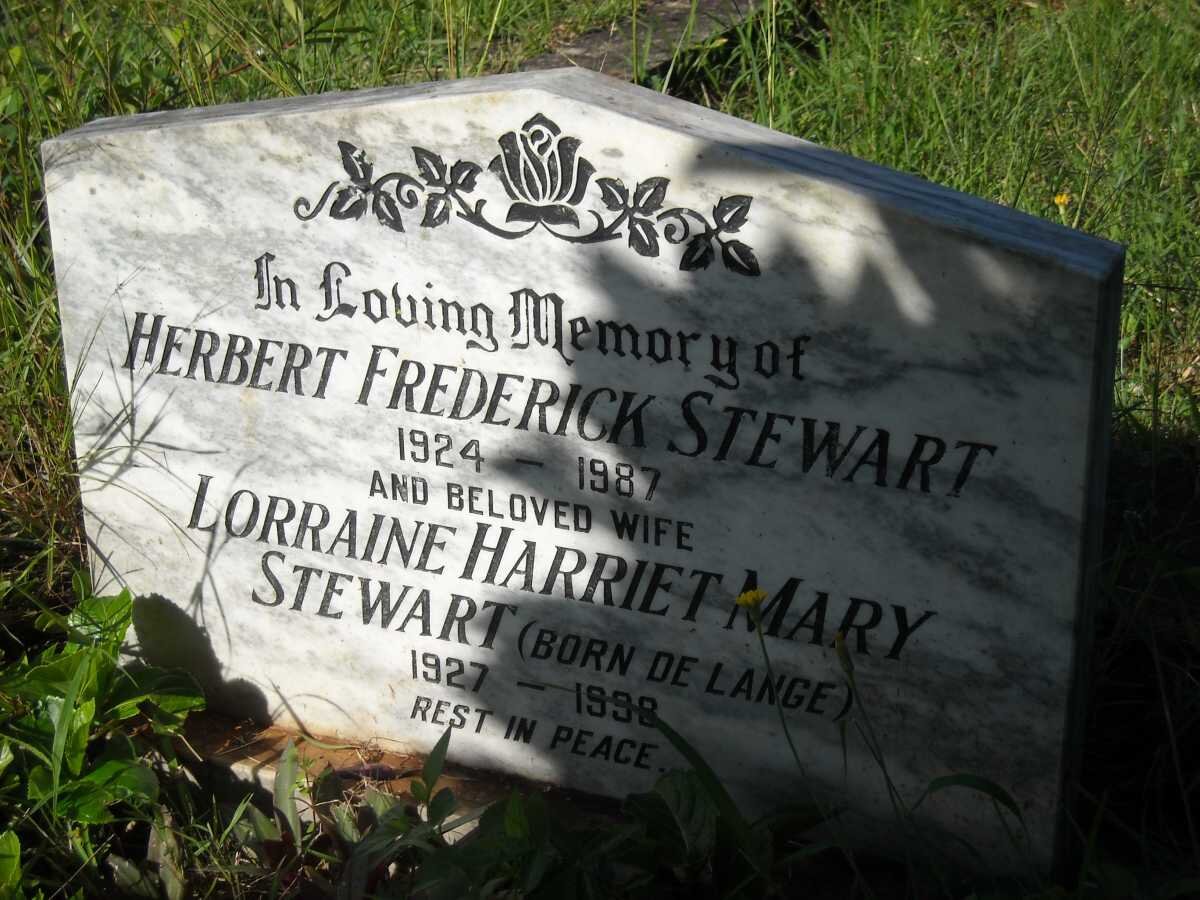 In Loving Memory of
HERBERT FREDERICK STEWART
1924 – 1987
AND BELOVED WIFE
LORRAINE HARRIET MARY
STEWART (BORN DE LANGE)
1927 – 1998
REST IN PEACE.